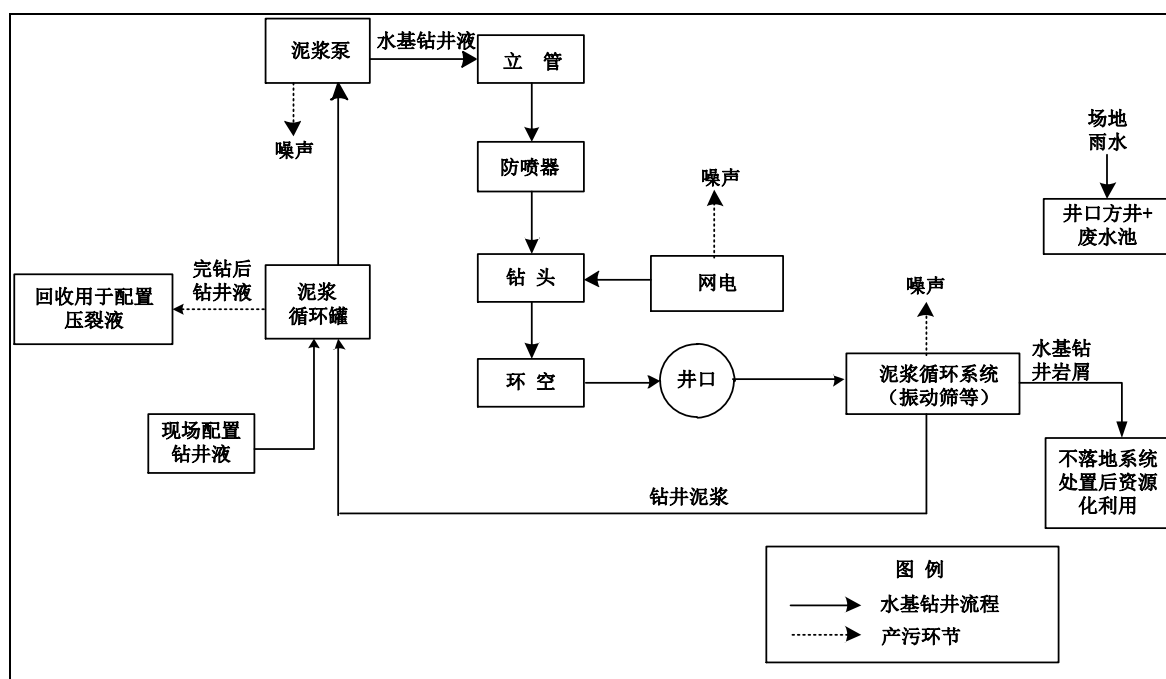 泥浆泵
水基钻井液
立 管
噪声
防喷器
噪声
场地
雨水
井口方井+
废水池
完钻后
钻井液
回收用于配置
压裂液
泥浆
循环罐
钻 头
网电
噪声
环 空
井口
泥浆循环系统
（振动筛等）
水基钻
井岩屑
现场配置
钻井液
不落地系统
处置后资源
化利用
钻井泥浆
图 例
水基钻井流程
产污环节